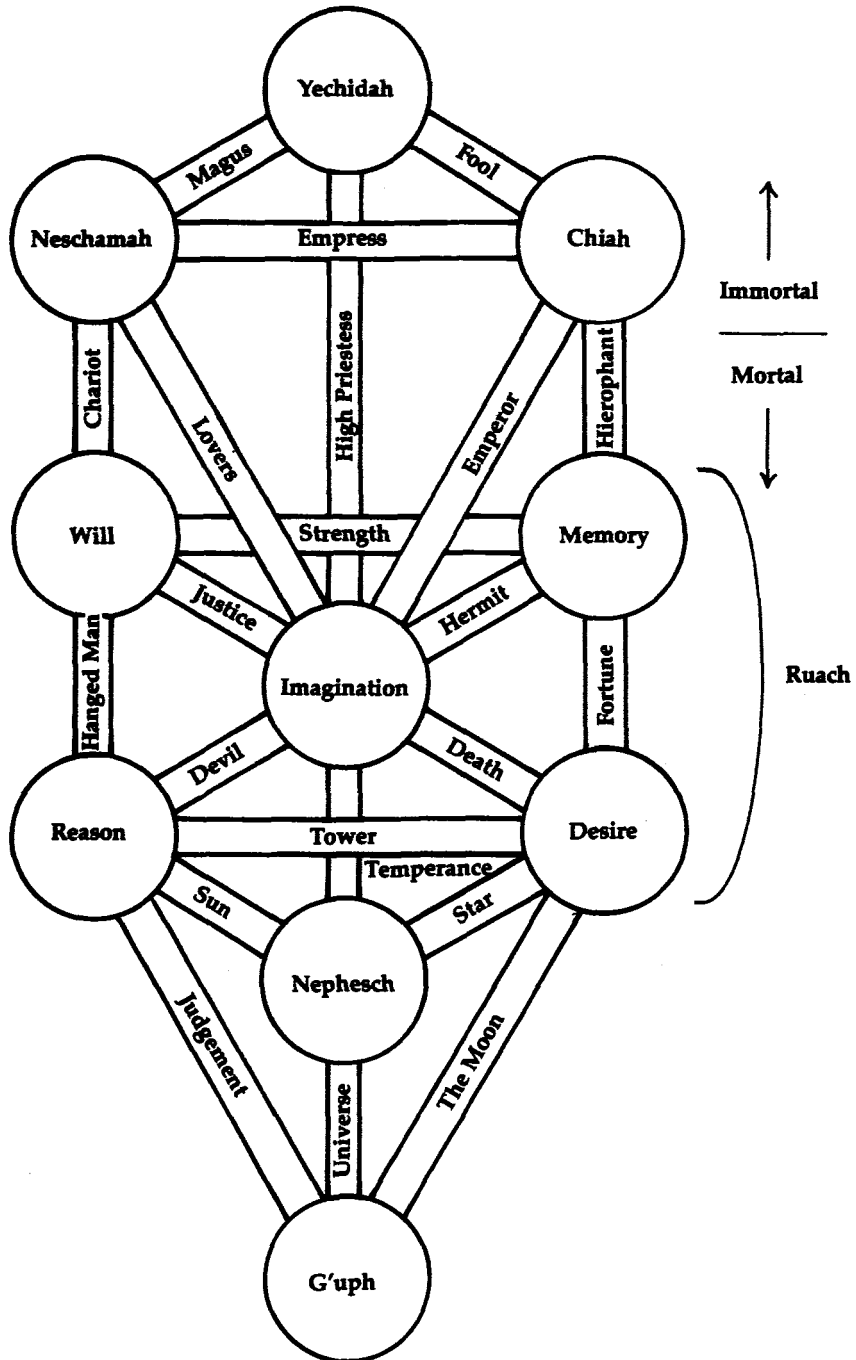 Yechidah
Magus
Fool
Neschamah
Empress
Chiah
Immortal
Mortal
Chariot
Lovers
High Priestess
Emperor
Hierophant
Will
Strength
Memory
Justice
Hermit
Hanged Man
Imagination
Fortune
Ruach
Devil
Death
Reason
Tower
Desire
Temperance
Sun
Star
Nephesch
Judgement
Universe
The Moon
G'uph